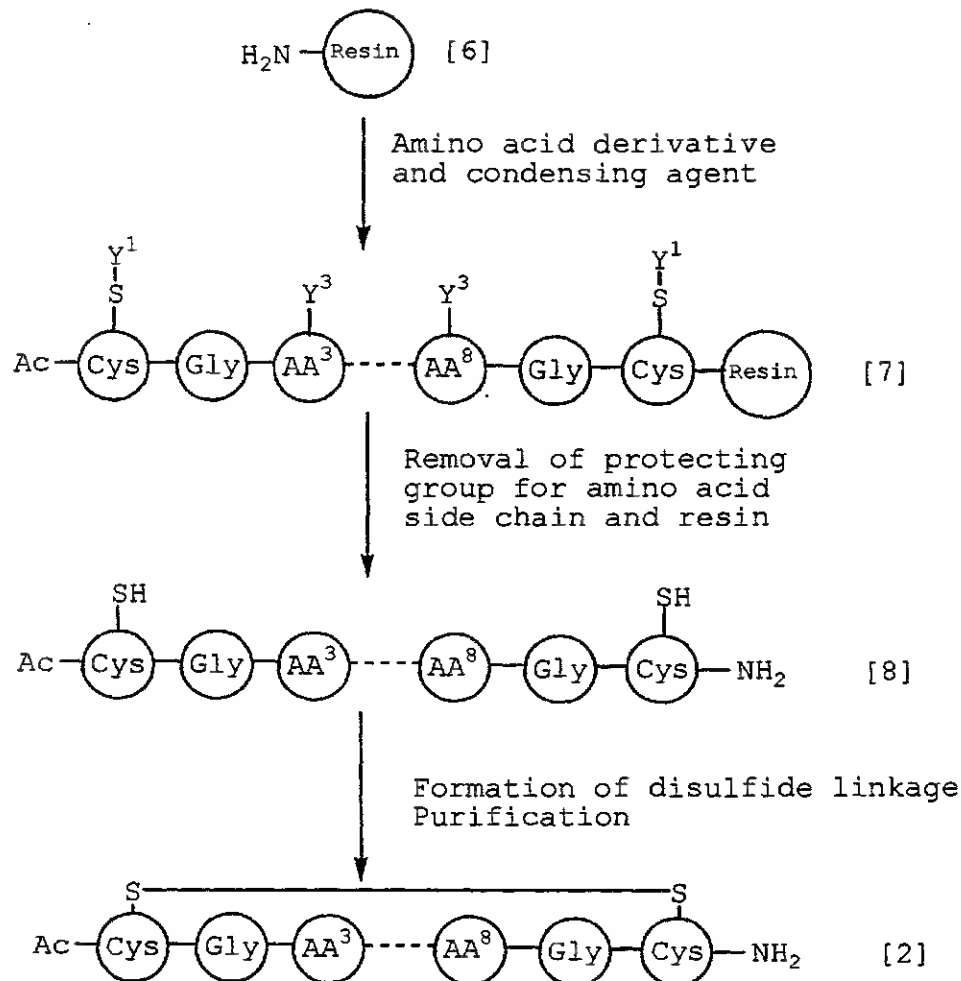 H₂N Resin [6]
Amino acid derivative
and condensing agent
Y¹ Y¹
S Y³ Y³ S
Ac Cys Gly AA³ AA⁸ Gly Cys Resin [7]
Removal of protecting
group for amino acid
side chain and resin
SH SH
Ac Cys Gly AA³ AA⁸ Gly Cys NH₂ [8]
Formation of disulfide linkage
Purification
S S
Ac Cys Gly AA³ AA⁸ Gly Cys NH₂ [2]